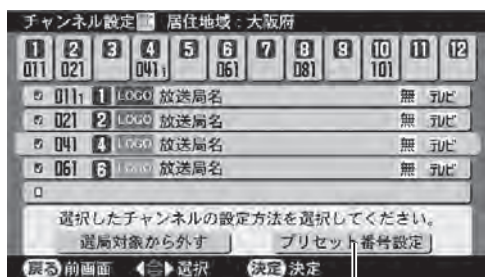 チャンネル設定 居住地域：大阪府
1 2 3 4 5 6 7 8 9 10 11 12
011 021 0411 061 081 101
0111 1 LOGO 放送局名 無 テレビ
021 2 LOGO 放送局名 無 テレビ
041 4 LOGO 放送局名 無 テレビ
061 6 LOGO 放送局名 無 テレビ
選択したチャンネルの設定方法を選択してください。
選局対象から外す プリセット番号設定
戻る 前画面 選択 決定 決定